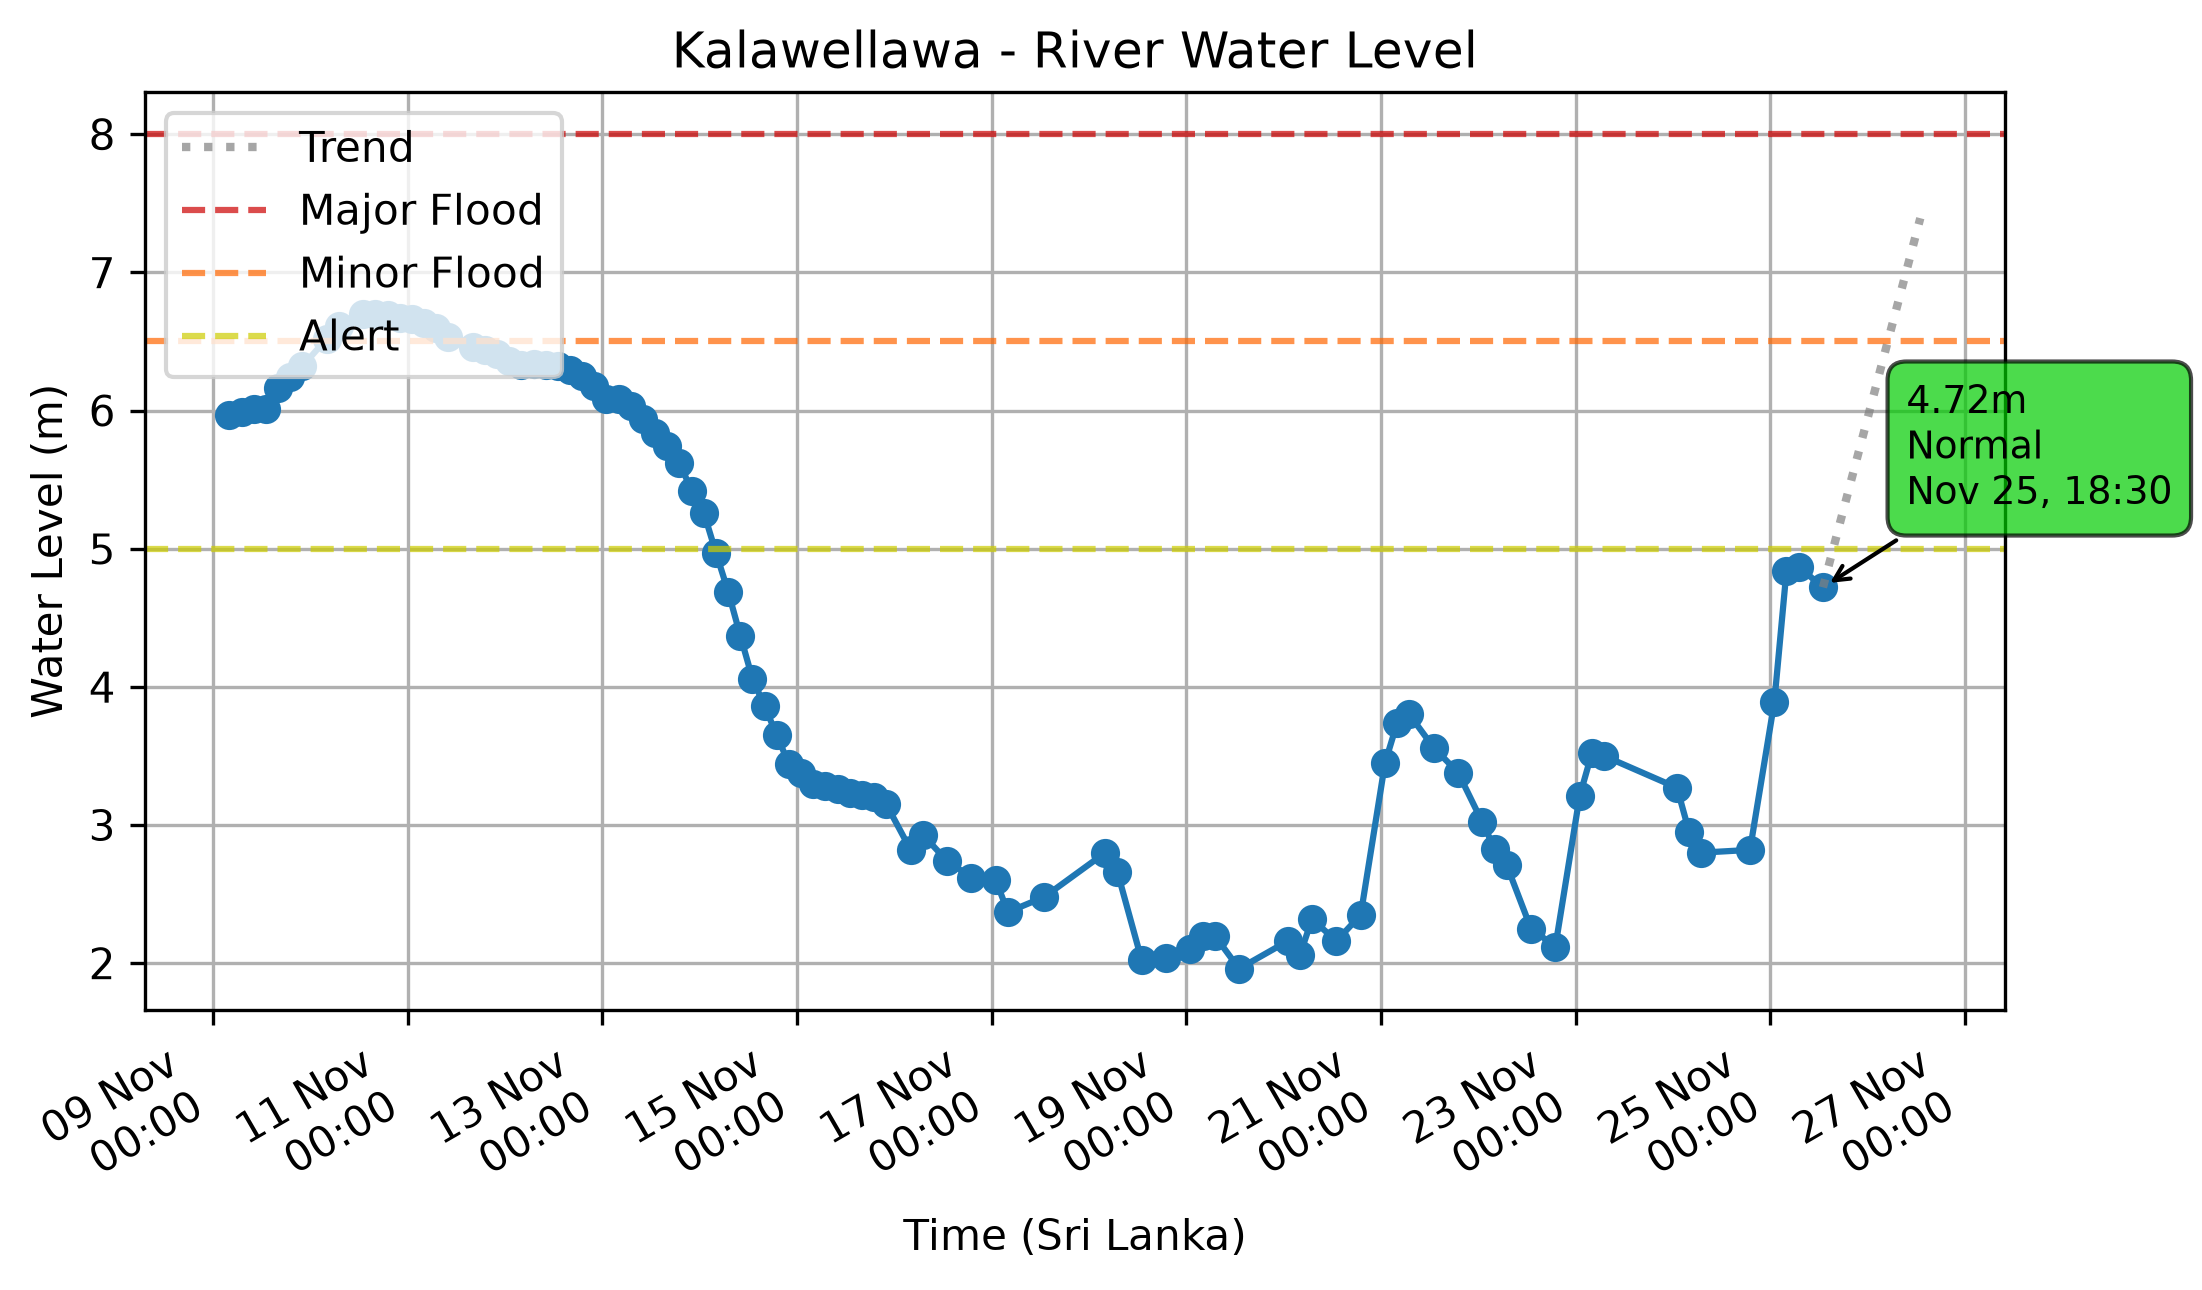 Kalawellawa - River Water Level
Trend
Major Flood
Minor Flood
Alert
8
7
6
5
4
3
2
Water Level (m)
4.72m
Normal
Nov 25, 18:30
09 Nov
00:00
11 Nov
00:00
13 Nov
00:00
15 Nov
00:00
17 Nov
00:00
19 Nov
00:00
21 Nov
00:00
23 Nov
00:00
25 Nov
00:00
27 Nov
00:00
Time (Sri Lanka)